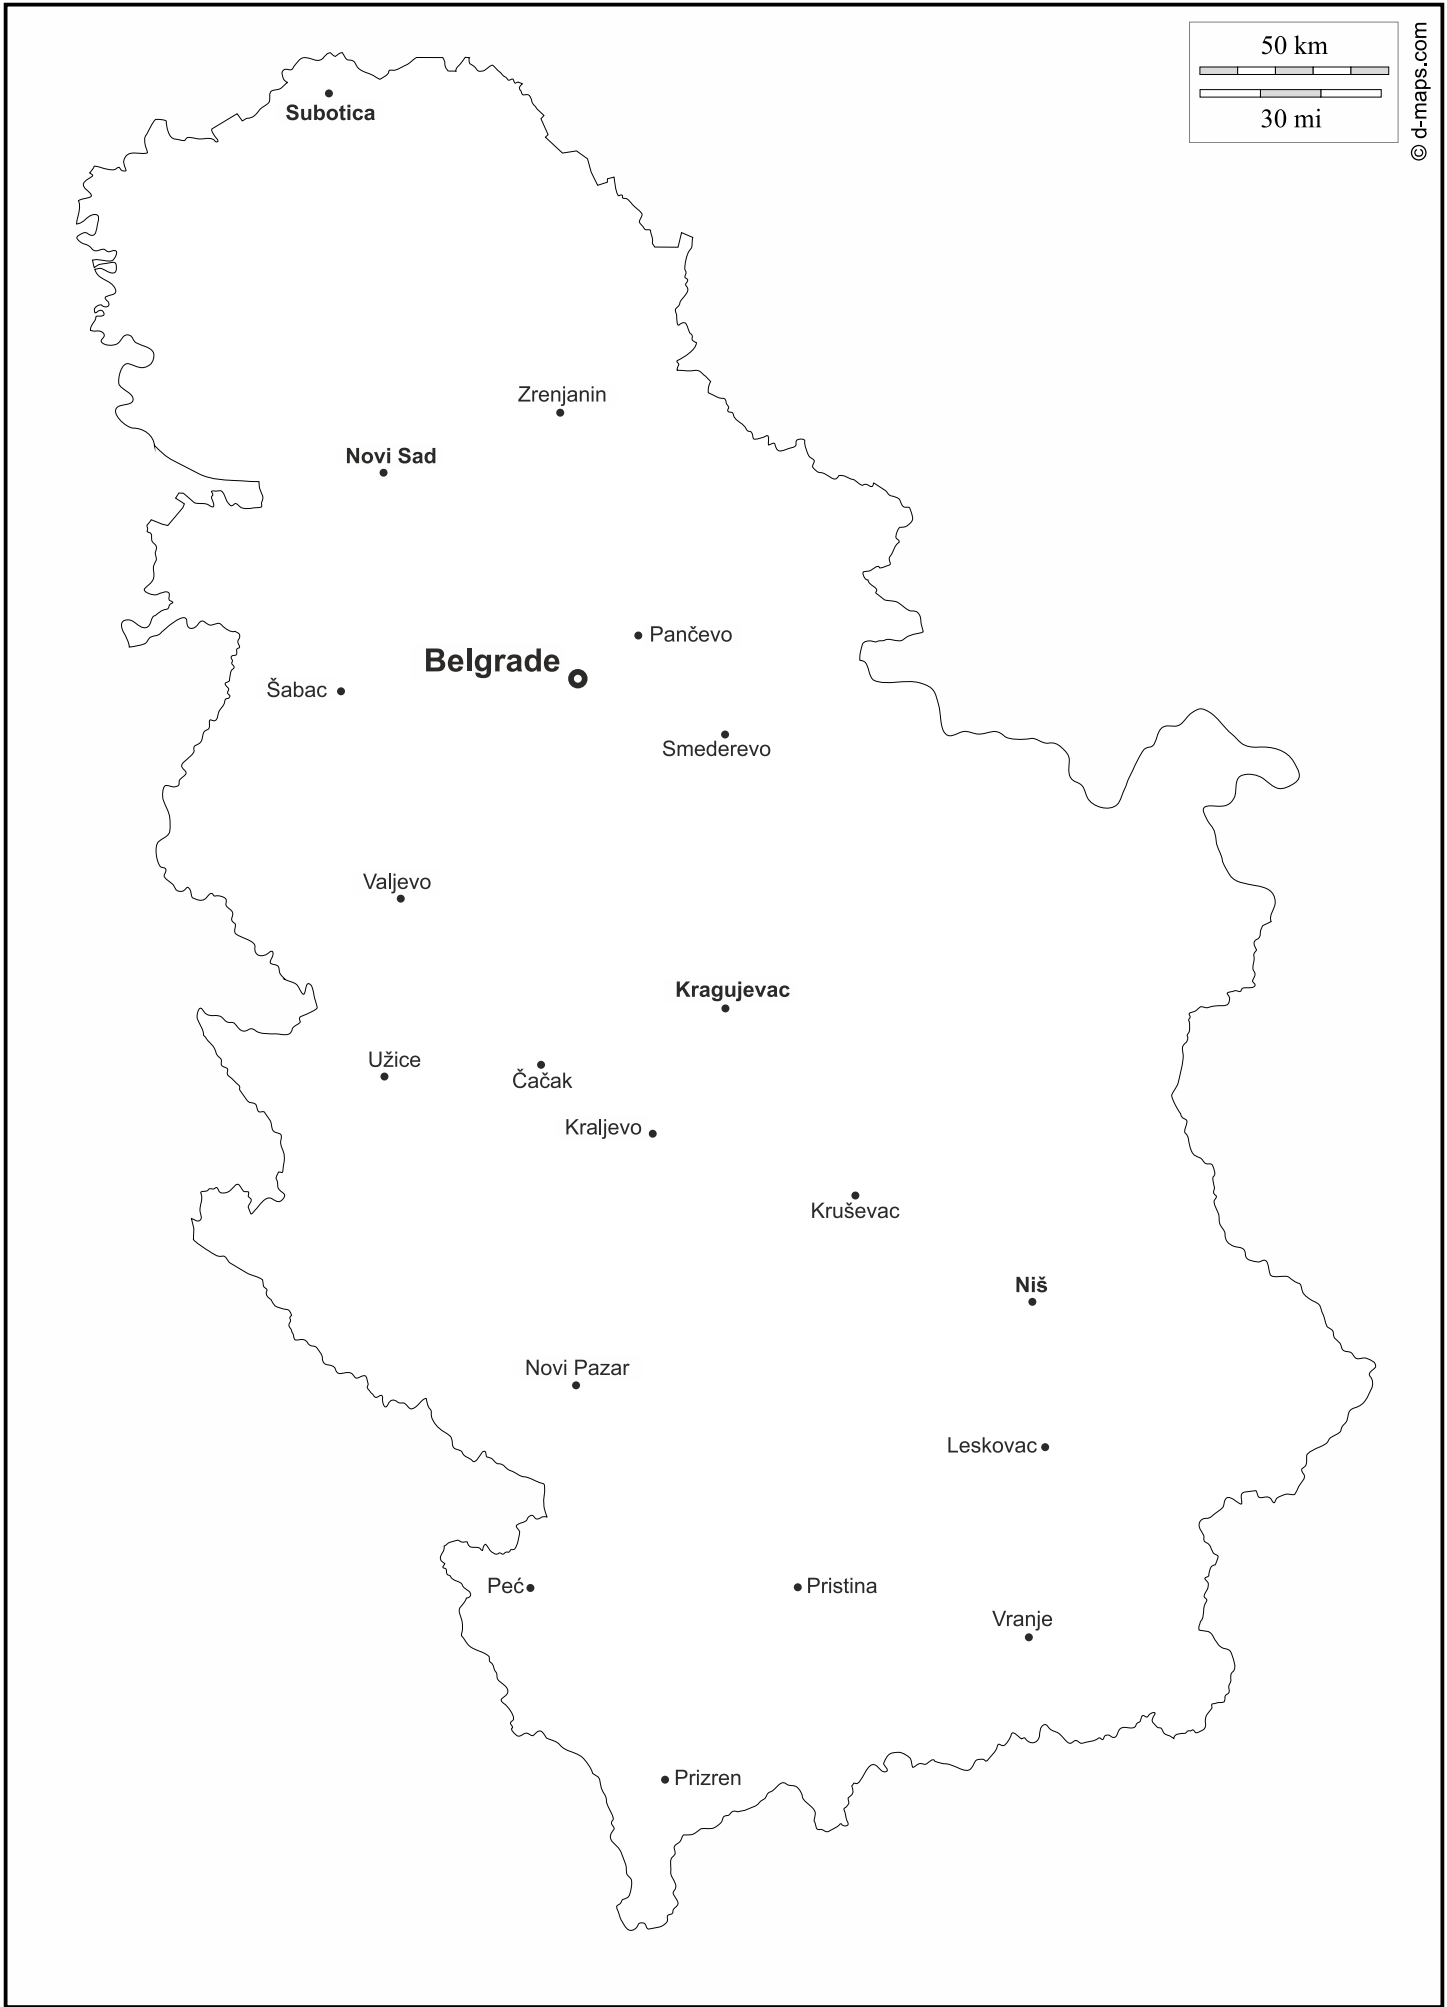 50 km
30 mi
© d-maps.com
Subotica
Zrenjanin
Novi Sad
Pančevo
Belgrade
Šabac
Smederevo
Valjevo
Kragujevac
Užice
Čačak
Kraljevo
Kruševac
Niš
Novi Pazar
Leskovac
Peć
Pristina
Vranje
Prizren